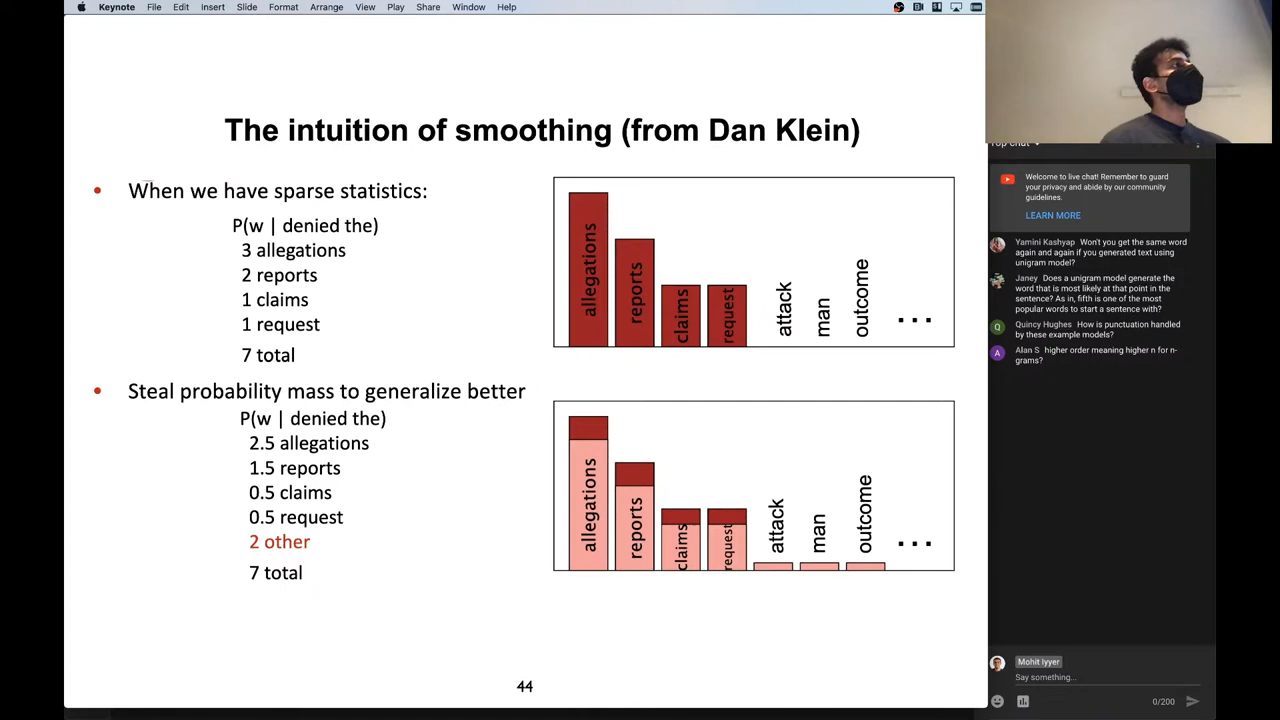 Keynote File Edit Insert Slide Format Arrange View Play Share Window Help
The intuition of smoothing (from Dan Klein)
• When we have sparse statistics:
P(w | denied the)
3 allegations
2 reports
1 claims
1 request
7 total
allegations
reports
claims
request
attack
man
outcome
...
• Steal probability mass to generalize better
P(w | denied the)
2.5 allegations
1.5 reports
0.5 claims
0.5 request
2 other
7 total
allegations
reports
claims
request
attack
man
outcome
...
44
Top chat
Welcome to live chat! Remember to guard
your privacy and abide by our community
guidelines.
LEARN MORE
Yamini Kashyap Won't you get the same word
again and again if you generated text using
unigram model?
Janey Does a unigram model generate the
word that is most likely at that point in the
sentence? As in, fifth is one of the most
popular words to start a sentence with?
Q
Quincy Hughes How is punctuation handled
by these example models?
A
Alan S higher order meaning higher n for n-
grams?
Mohit Iyyer
Say something...
0/200